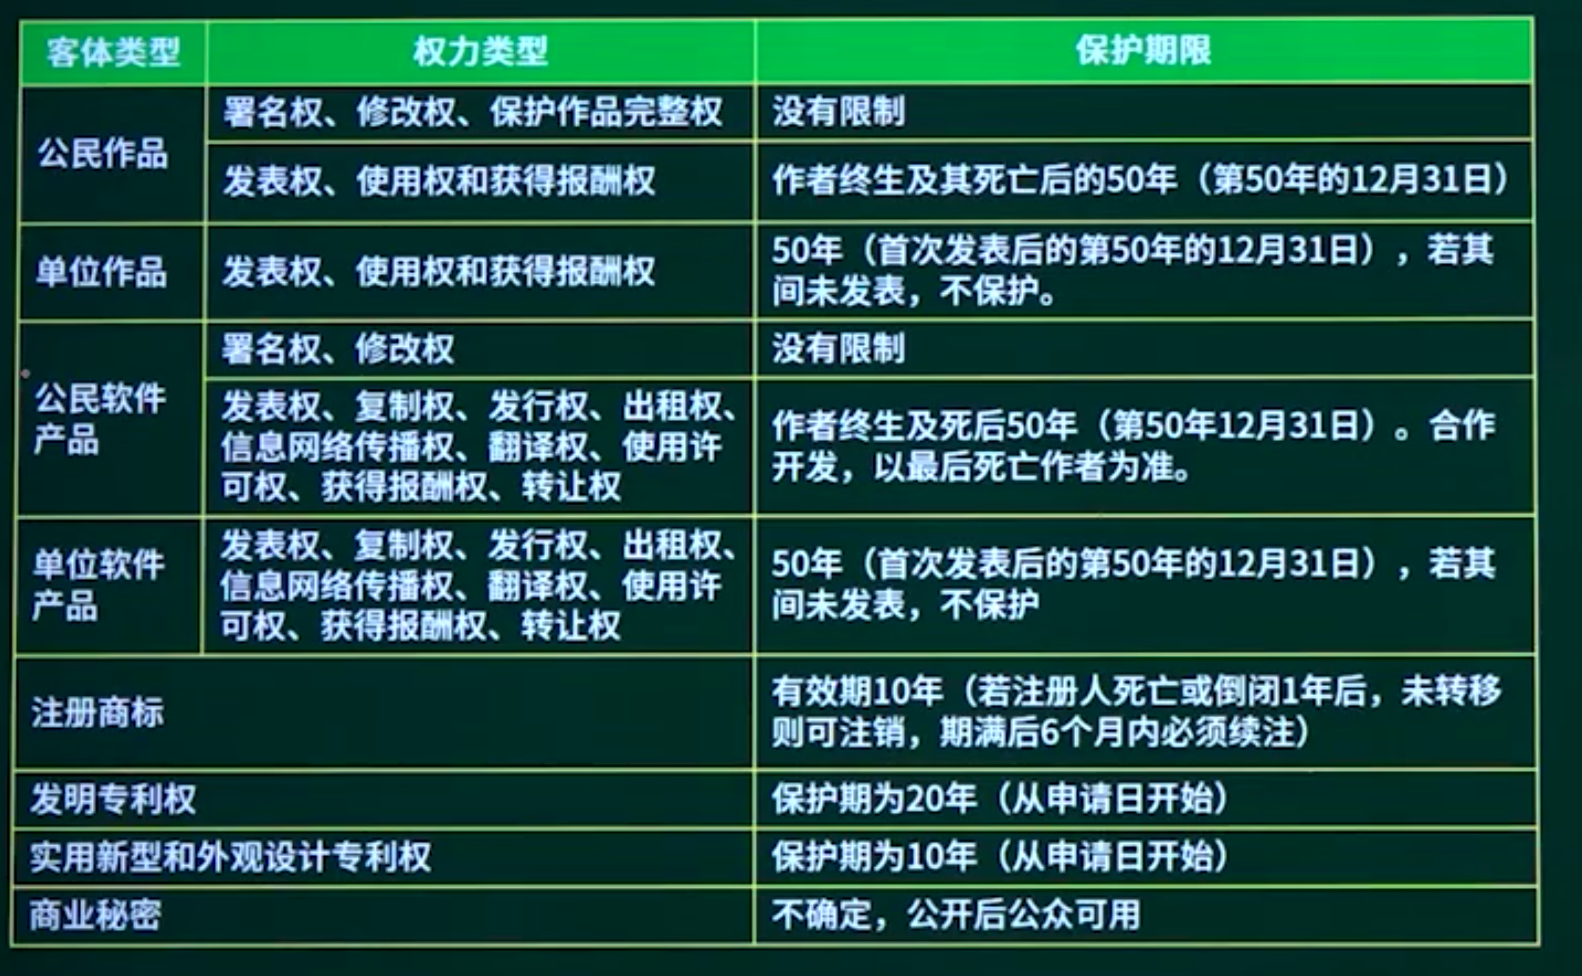 客体类型
权力类型
保护期限
公民作品
署名权、修改权、保护作品完整权
没有限制
发表权、使用权和获得报酬权
作者终生及其死亡后的50年（第50年的12月31日）
单位作品
发表权、使用权和获得报酬权
50年（首次发表后的第50年的12月31日），若其
间未发表，不保护。
公民软件
产品
署名权、修改权
没有限制
发表权、复制权、发行权、出租权、
信息网络传播权、翻译权、使用许
可权、获得报酬权、转让权
作者终生及死后50年（第50年12月31日）。合作
开发，以最后死亡作者为准。
单位软件
产品
发表权、复制权、发行权、出租权、
信息网络传播权、翻译权、使用许
可权、获得报酬权、转让权
50年（首次发表后的第50年的12月31日），若其
间未发表，不保护
注册商标
有效期10年（若注册人死亡或倒闭1年后，未转移
则可注销，期满后6个月内必须续注）
发明专利权
保护期为20年（从申请日开始）
实用新型和外观设计专利权
保护期为10年（从申请日开始）
商业秘密
不确定，公开后公众可用